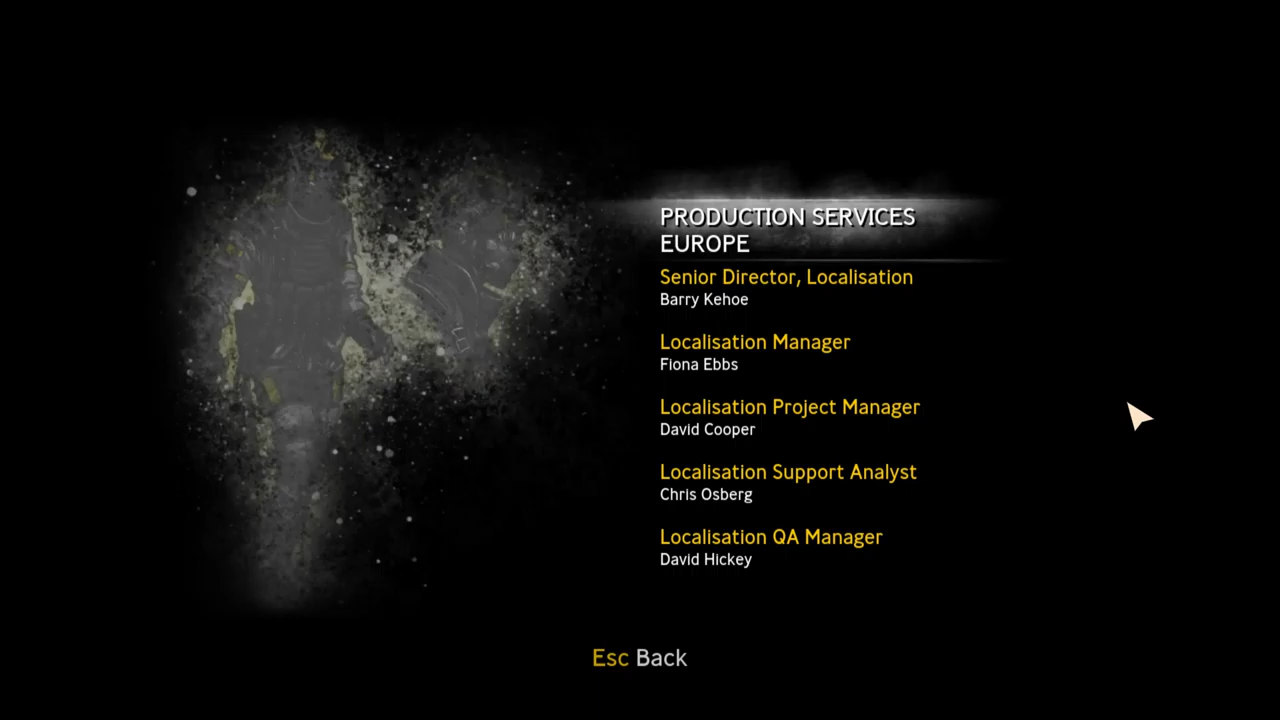 PRODUCTION SERVICES
EUROPE
Senior Director, Localisation
Barry Kehoe
Localisation Manager
Fiona Ebbs
Localisation Project Manager
David Cooper
Localisation Support Analyst
Chris Osberg
Localisation QA Manager
David Hickey
Esc Back